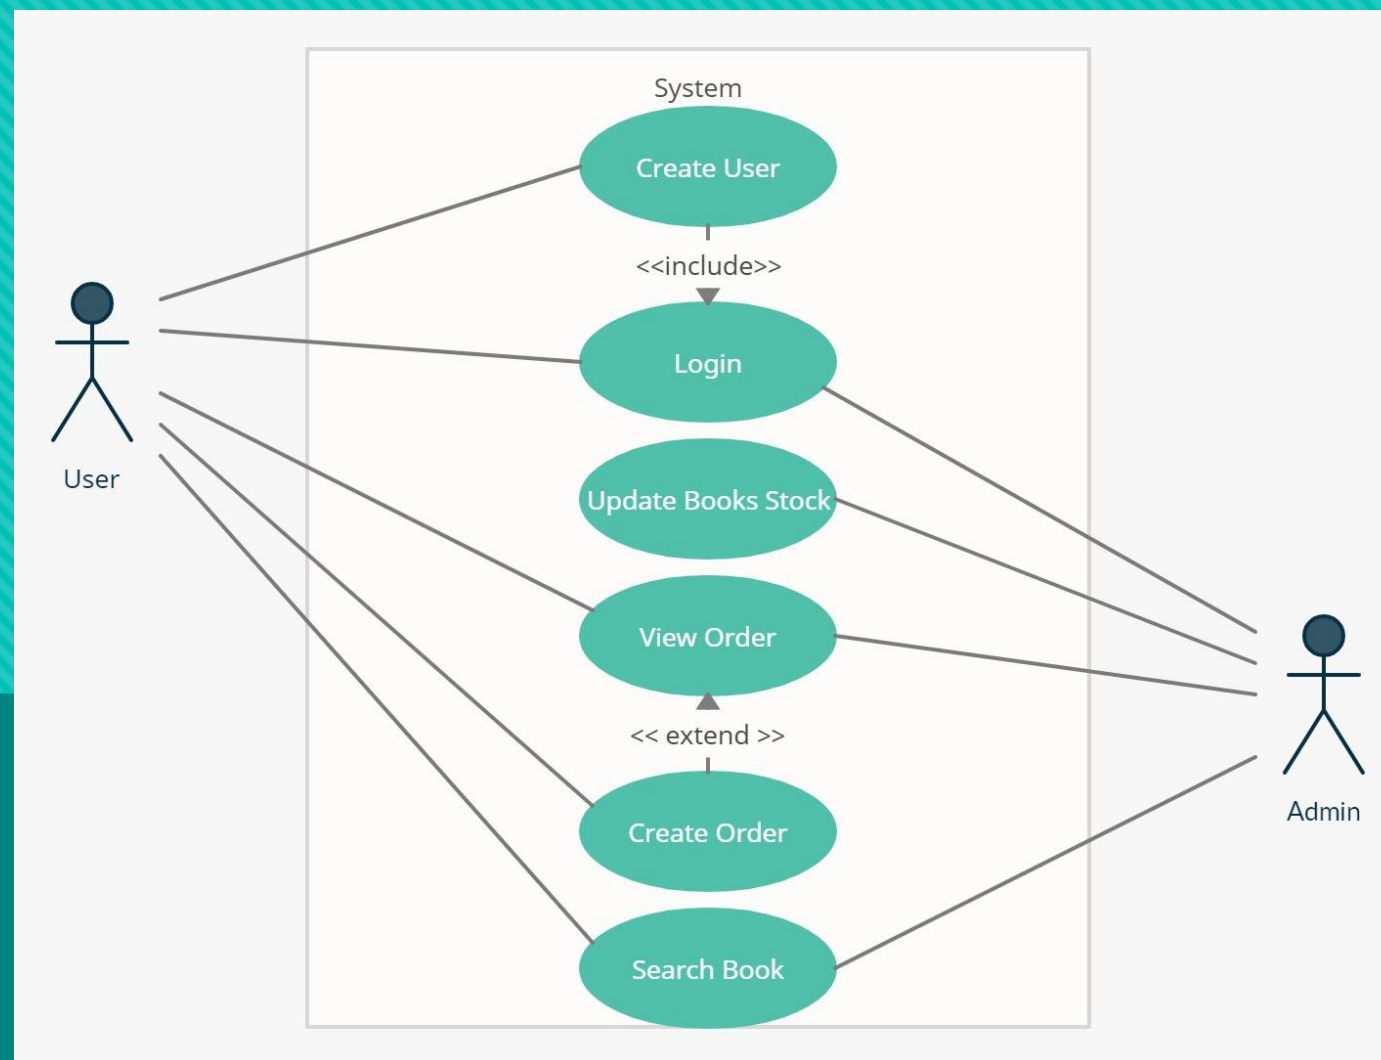 System
Create User
<<include>>
Login
User
Update Books Stock
View Order
<< extend >>
Create Order
Admin
Search Book